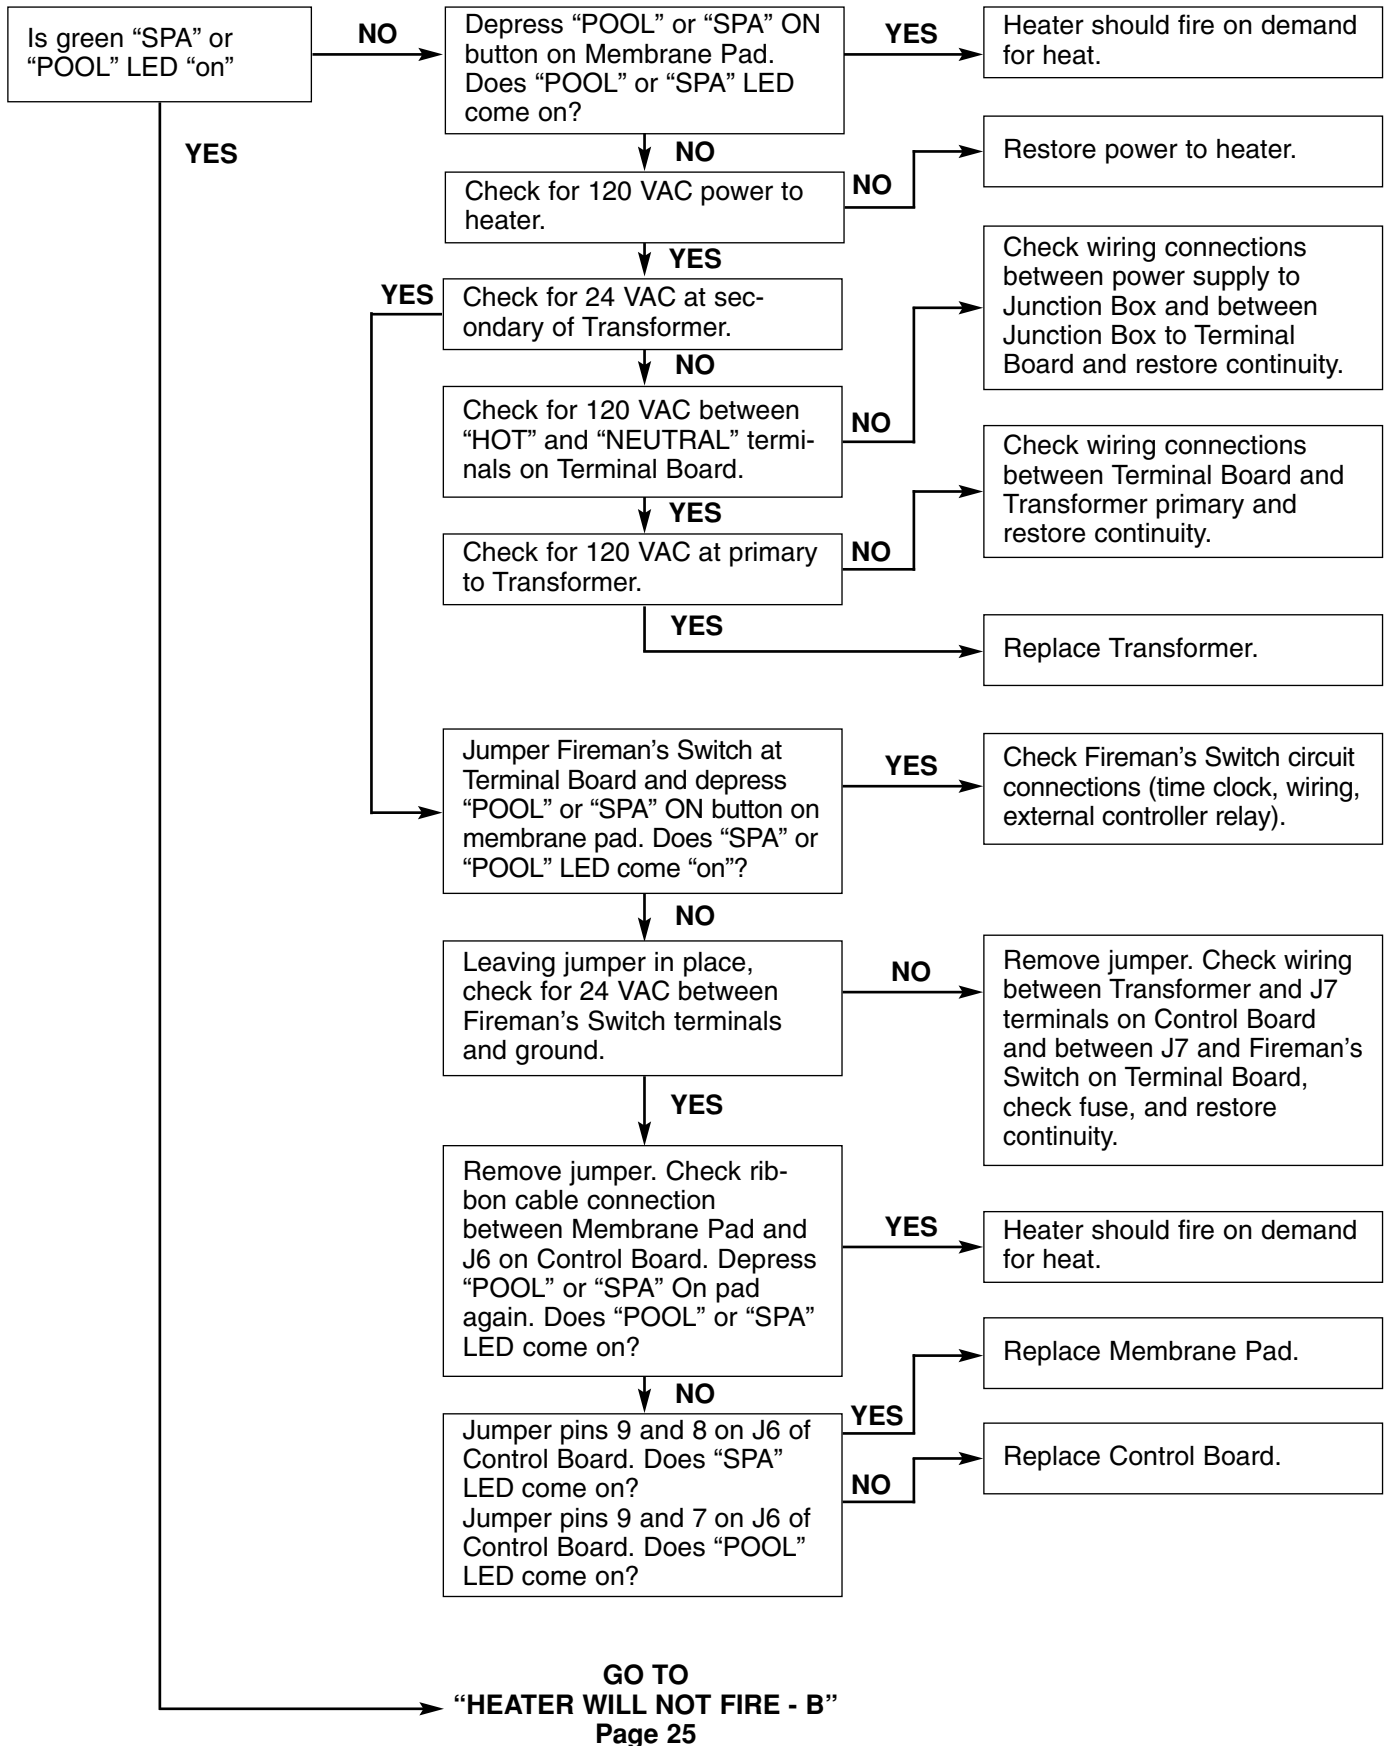 Is green “SPA” or
“POOL” LED “on”
NO
Depress “POOL” or “SPA” ON
button on Membrane Pad.
Does “POOL” or “SPA” LED
come on?
YES
Heater should fire on demand
for heat.
YES
NO
Check for 120 VAC power to
heater.
NO
Restore power to heater.
YES
YES
Check for 24 VAC at sec-
ondary of Transformer.
Check wiring connections
between power supply to
Junction Box and between
Junction Box to Terminal
Board and restore continuity.
NO
Check for 120 VAC between
“HOT” and “NEUTRAL” termi-
nals on Terminal Board.
NO
Check wiring connections
between Terminal Board and
Transformer primary and
restore continuity.
YES
Check for 120 VAC at primary
to Transformer.
NO
YES
Replace Transformer.
Jumper Fireman’s Switch at
Terminal Board and depress
“POOL” or “SPA” ON button on
membrane pad. Does “SPA” or
“POOL” LED come “on”?
YES
Check Fireman’s Switch circuit
connections (time clock, wiring,
external controller relay).
NO
Leaving jumper in place,
check for 24 VAC between
Fireman’s Switch terminals
and ground.
NO
Remove jumper. Check wiring
between Transformer and J7
terminals on Control Board
and between J7 and Fireman’s
Switch on Terminal Board,
check fuse, and restore
continuity.
YES
Remove jumper. Check rib-
bon cable connection
between Membrane Pad and
J6 on Control Board. Depress
“POOL” or “SPA” On pad
again. Does “POOL” or “SPA”
LED come on?
YES
Heater should fire on demand
for heat.
NO
Jumper pins 9 and 8 on J6 of
Control Board. Does “SPA”
LED come on?
Jumper pins 9 and 7 on J6 of
Control Board. Does “POOL”
LED come on?
YES
Replace Membrane Pad.
NO
Replace Control Board.
GO TO
“HEATER WILL NOT FIRE - B”
Page 25